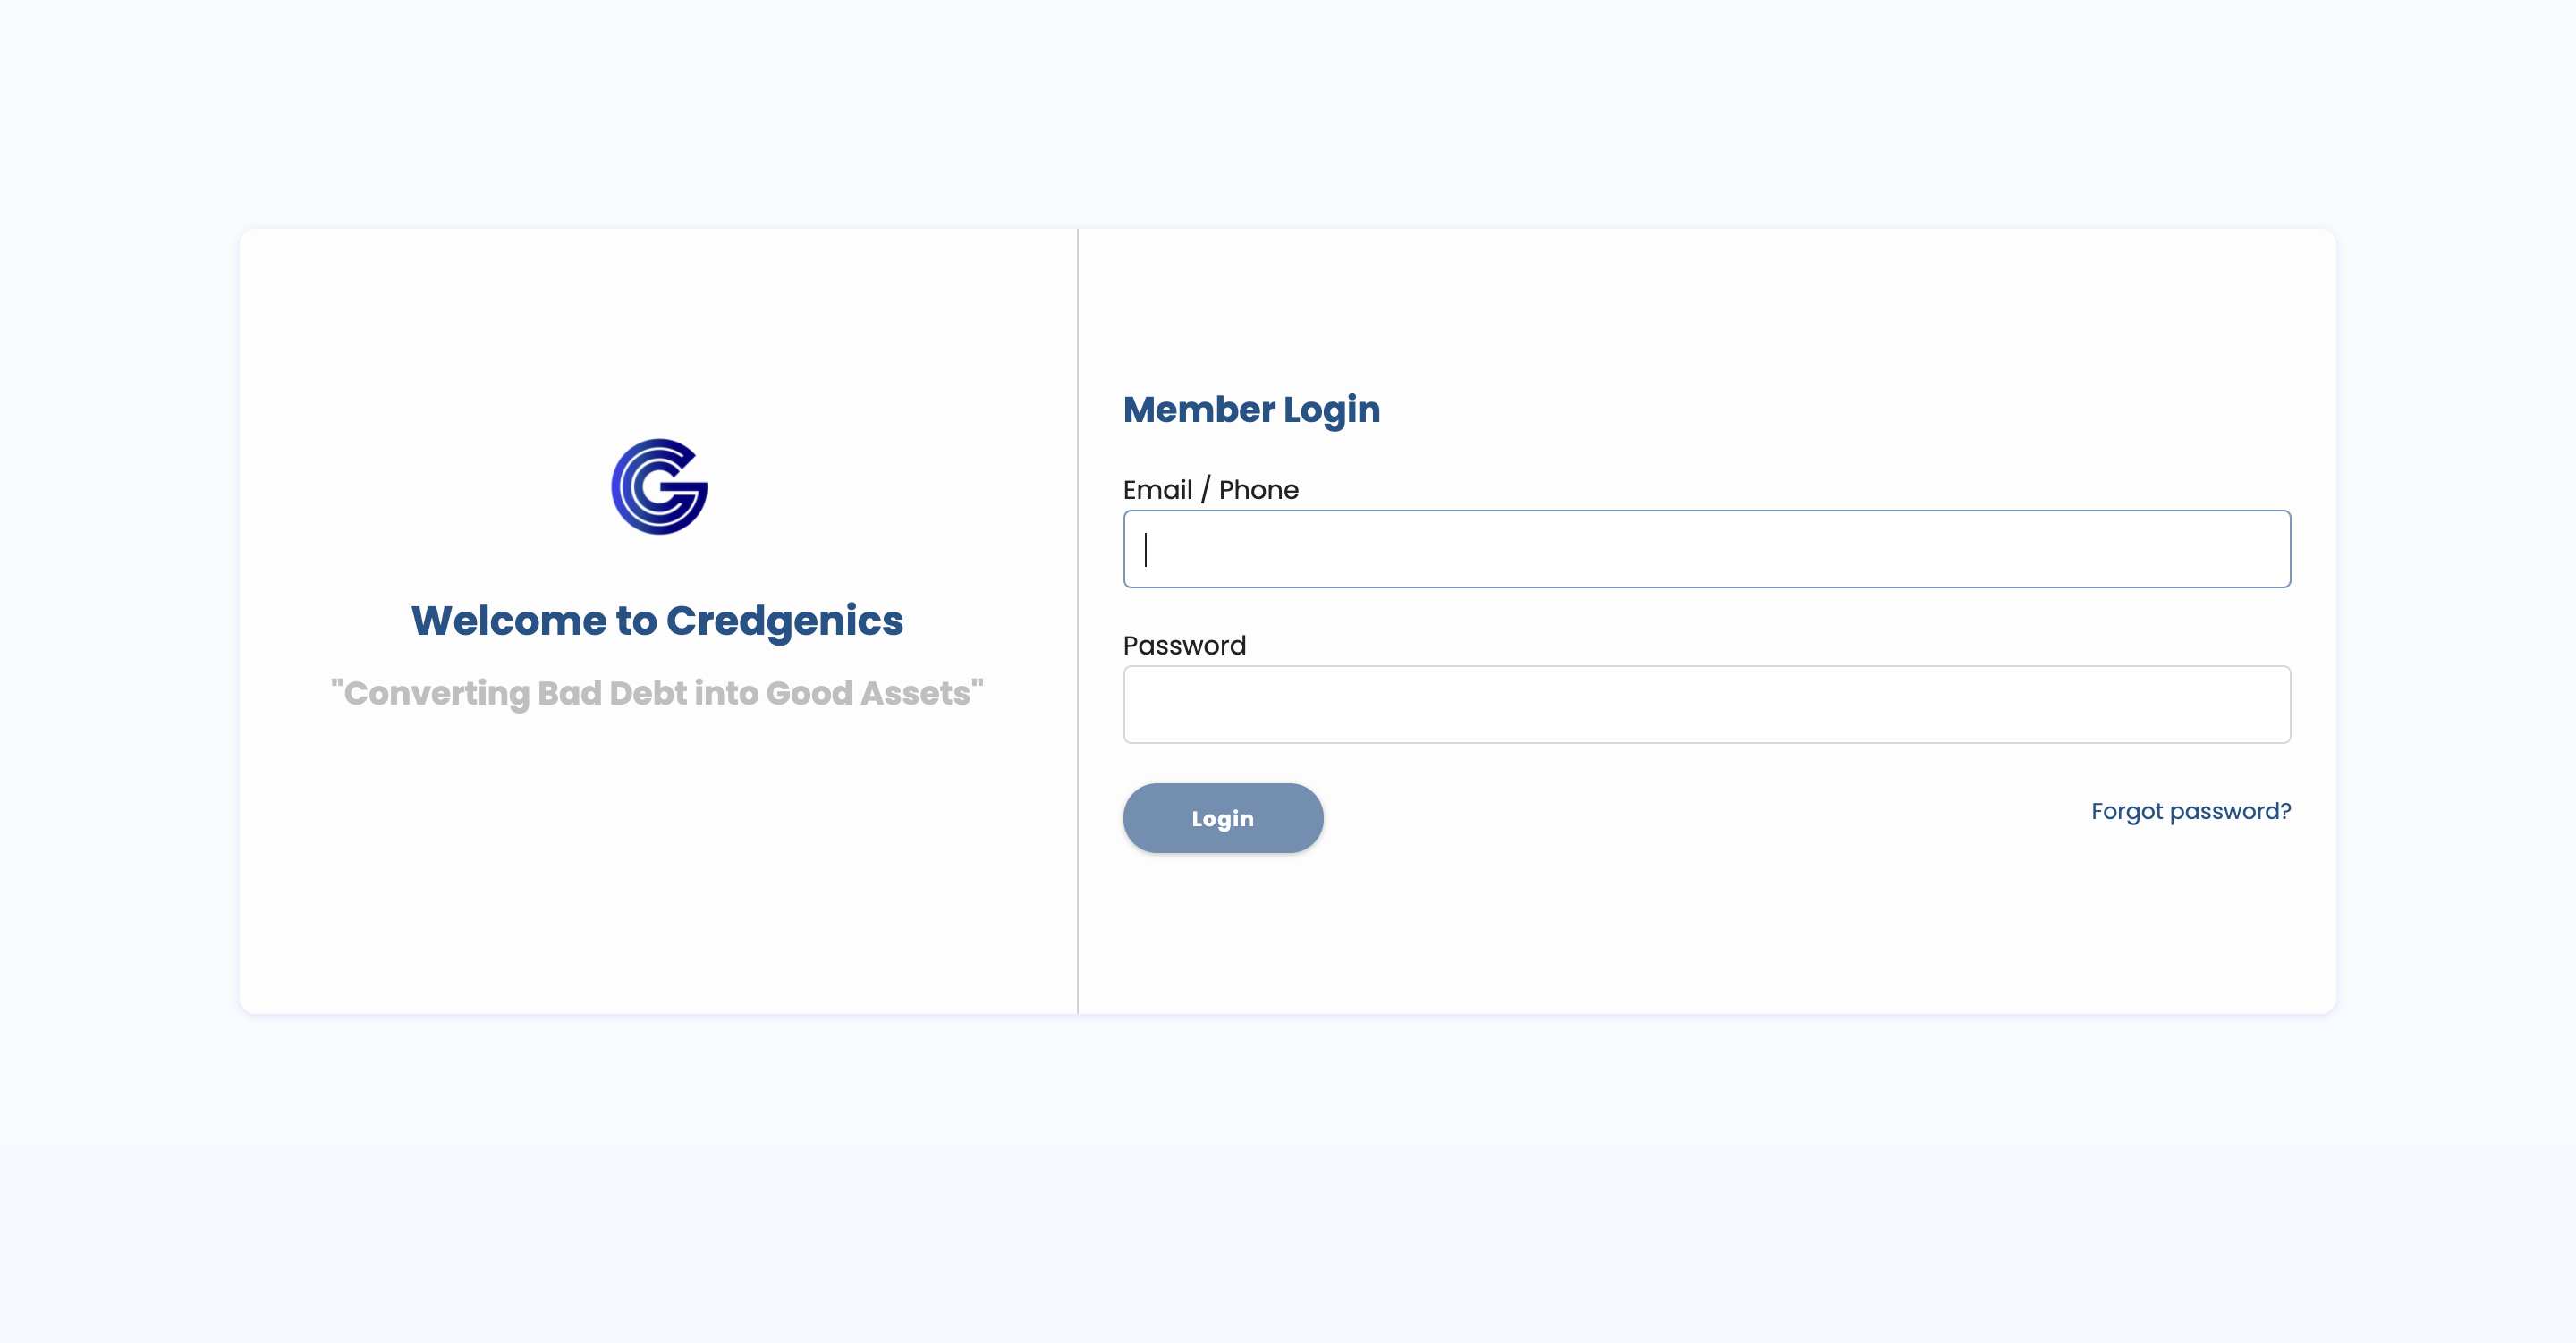 Welcome to Credgenics
"Converting Bad Debt into Good Assets"
Member Login
Email / Phone
Password
Login
Forgot password?